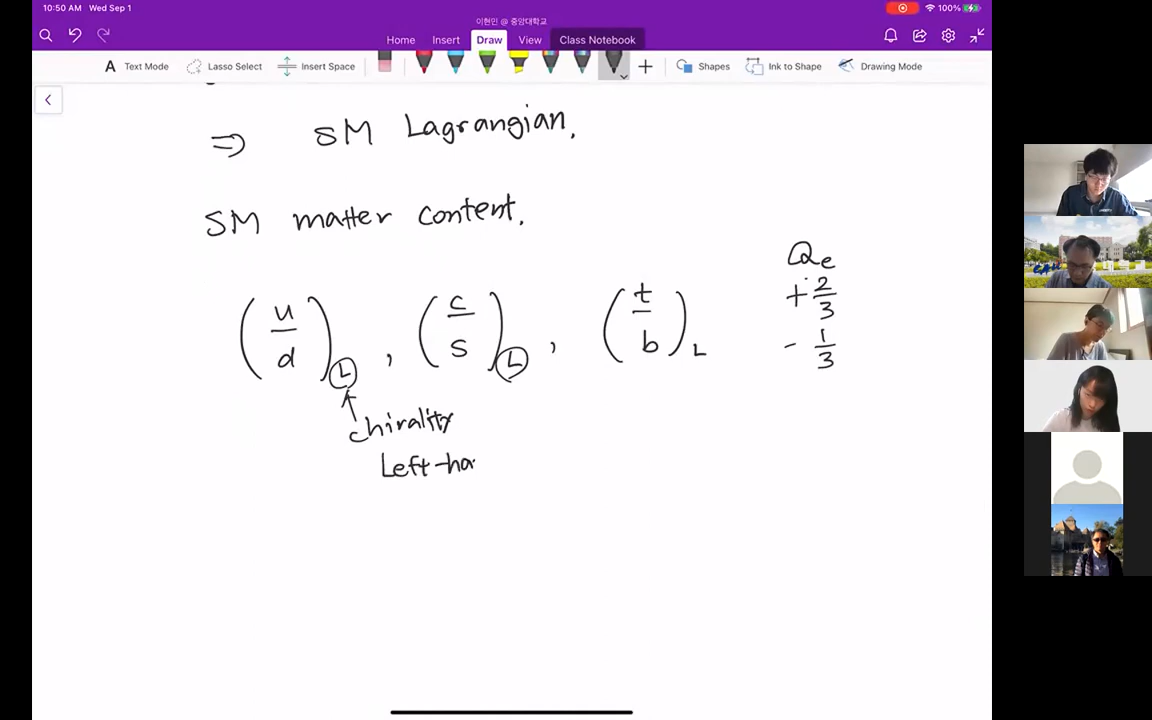 10:50 AM Wed Sep 1
100%
이현민 @ 중앙대학교
Home Insert Draw View Class Notebook
A Text Mode Lasso Select Insert Space Shapes Ink to Shape Drawing Mode
⇒ SM Lagrangian.
SM matter content.
Qe
(u d)L , (c s)L , (t b)L
+2/3
-1/3
↑
chirality
Left-ha